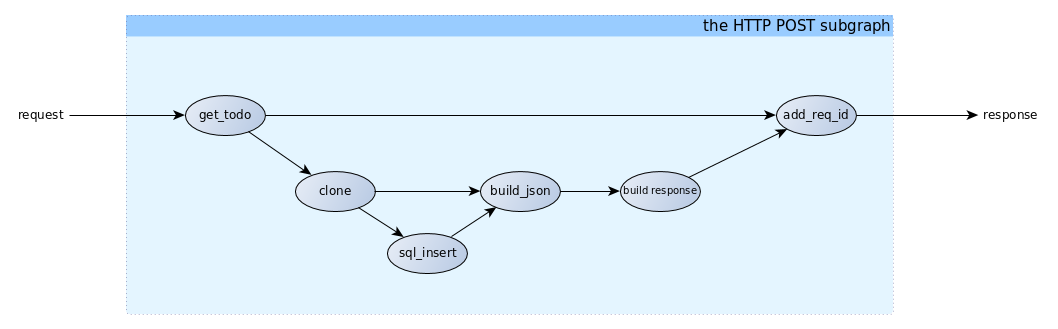 the HTTP POST subgraph
request
get_todo
add_req_id
response
clone
build_json
build response
sql_insert